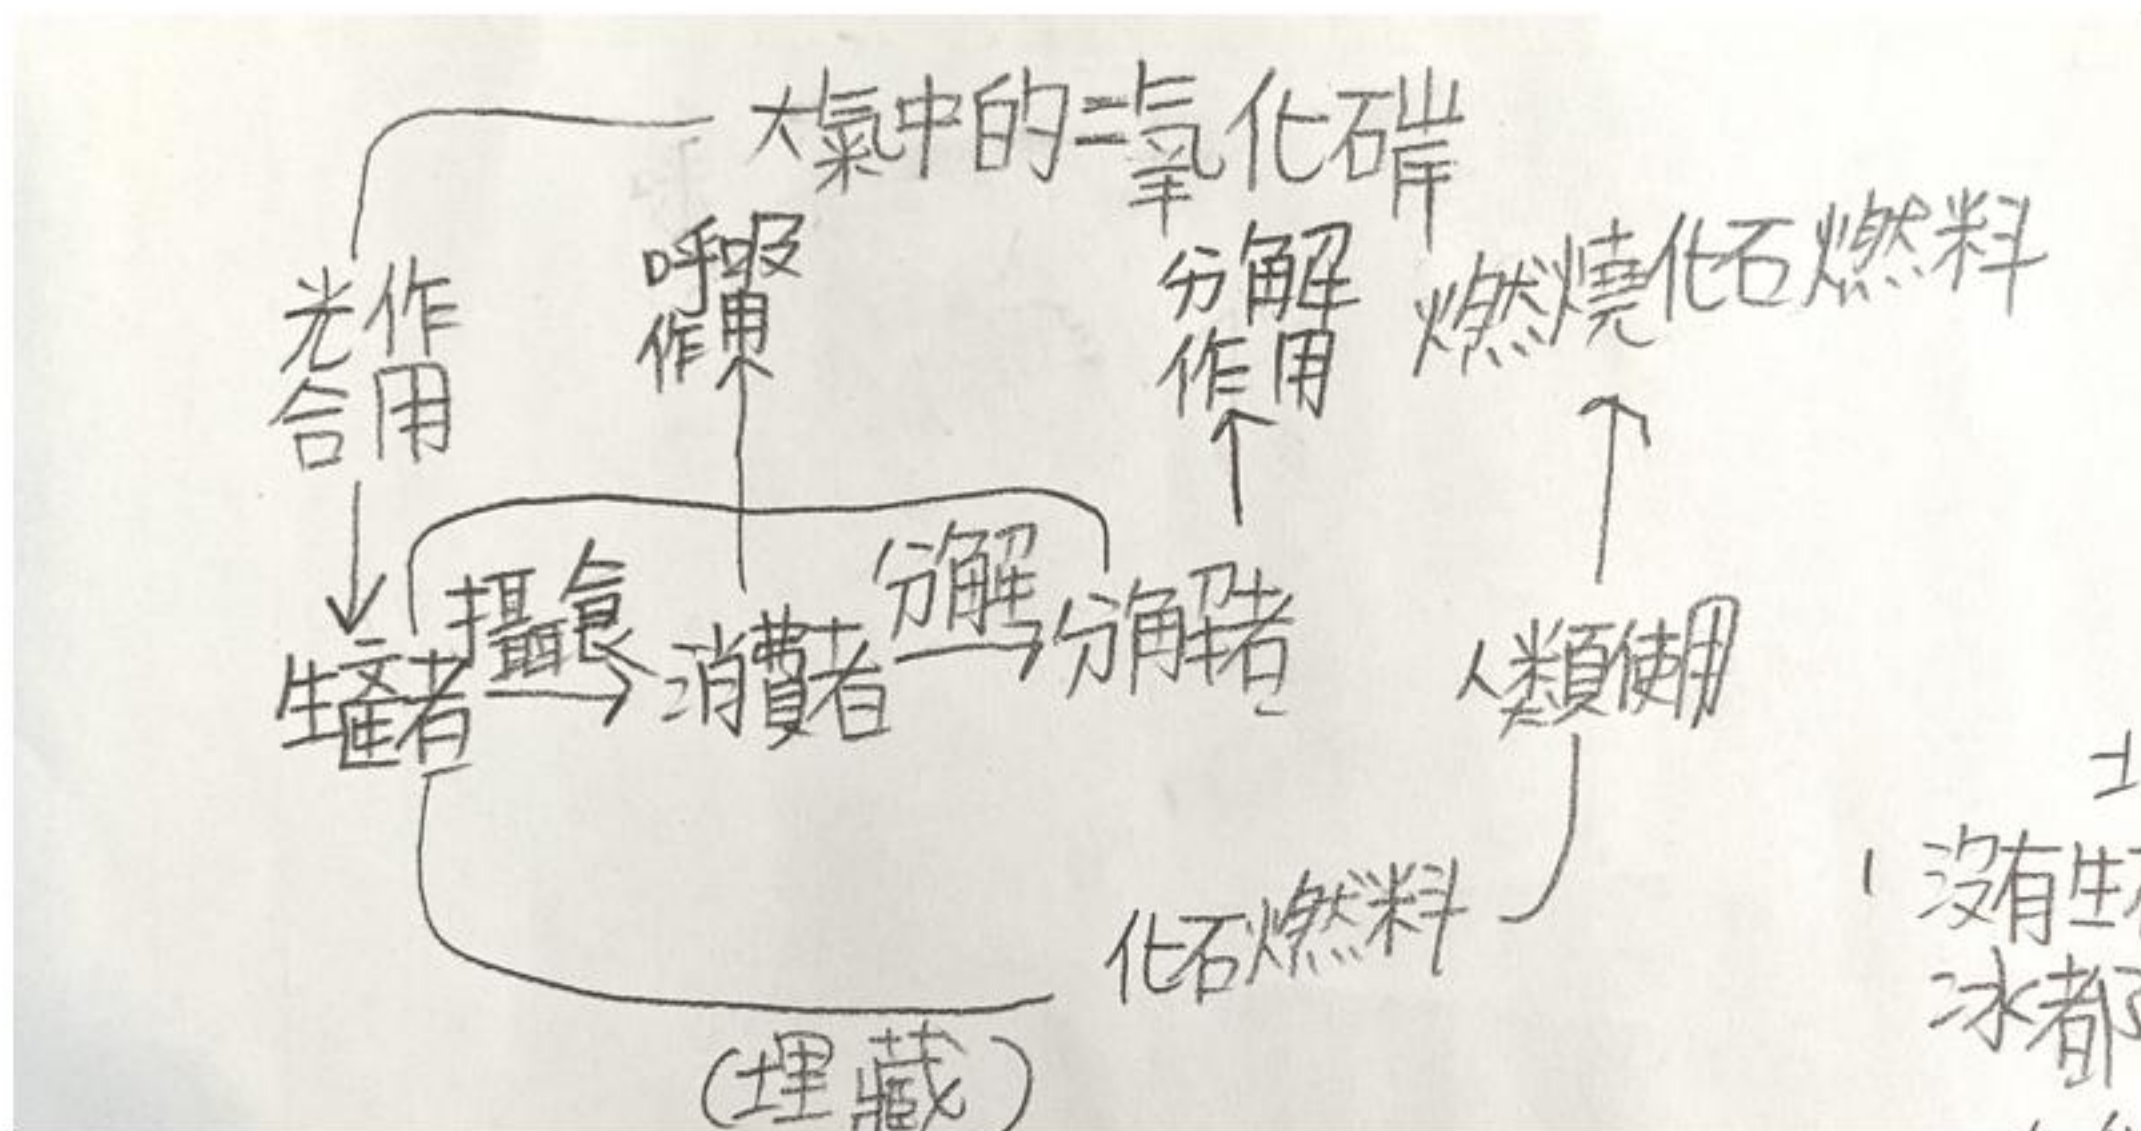 大氣中的二氧化碳
光合作用
呼吸作用
分解作用
燃燒化石燃料
生產者
攝食
消費者
分解
分解者
人類使用
化石燃料
(埋藏)
沒有生
冰都